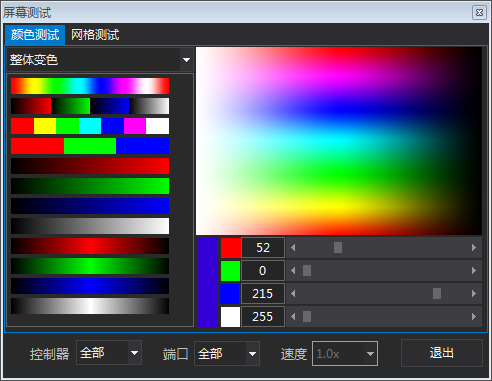 屏幕测试
颜色测试 网格测试
整体变色
52
0
215
255
控制器 全部 端口 全部 速度 1.0x 退出